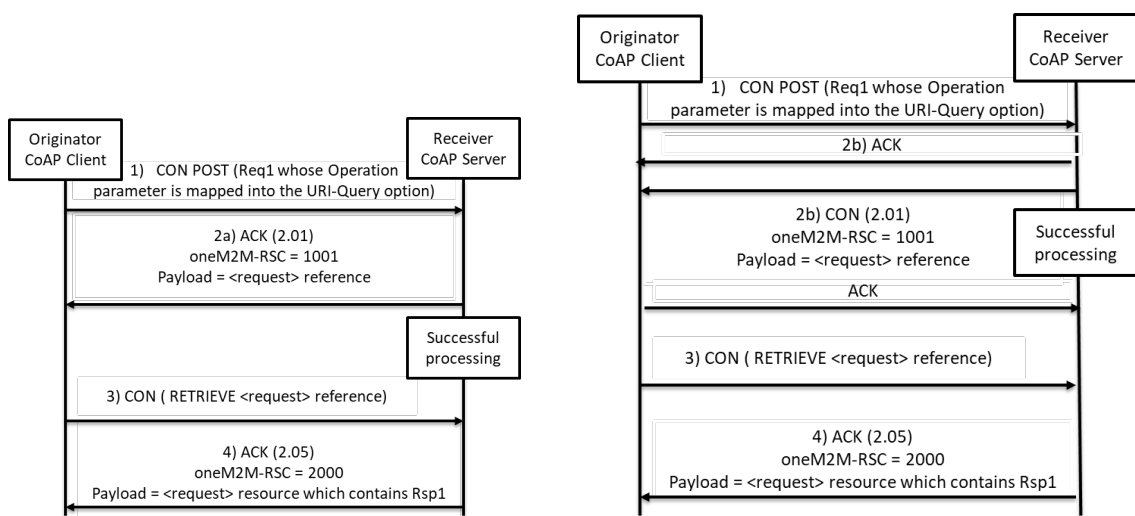 Originator
CoAP Client
Receiver
CoAP Server
1) CON POST (Req1 whose Operation
parameter is mapped into the URI-Query option)
2a) ACK (2.01)
oneM2M-RSC = 1001
Payload = <request> reference
Successful
processing
3) CON ( RETRIEVE <request> reference)
4) ACK (2.05)
oneM2M-RSC = 2000
Payload = <request> resource which contains Rsp1
Originator
CoAP Client
Receiver
CoAP Server
1) CON POST (Req1 whose Operation
parameter is mapped into the URI-Query option)
2b) ACK
2b) CON (2.01)
oneM2M-RSC = 1001
Payload = <request> reference
Successful
processing
ACK
3) CON ( RETRIEVE <request> reference)
4) ACK (2.05)
oneM2M-RSC = 2000
Payload = <request> resource which contains Rsp1